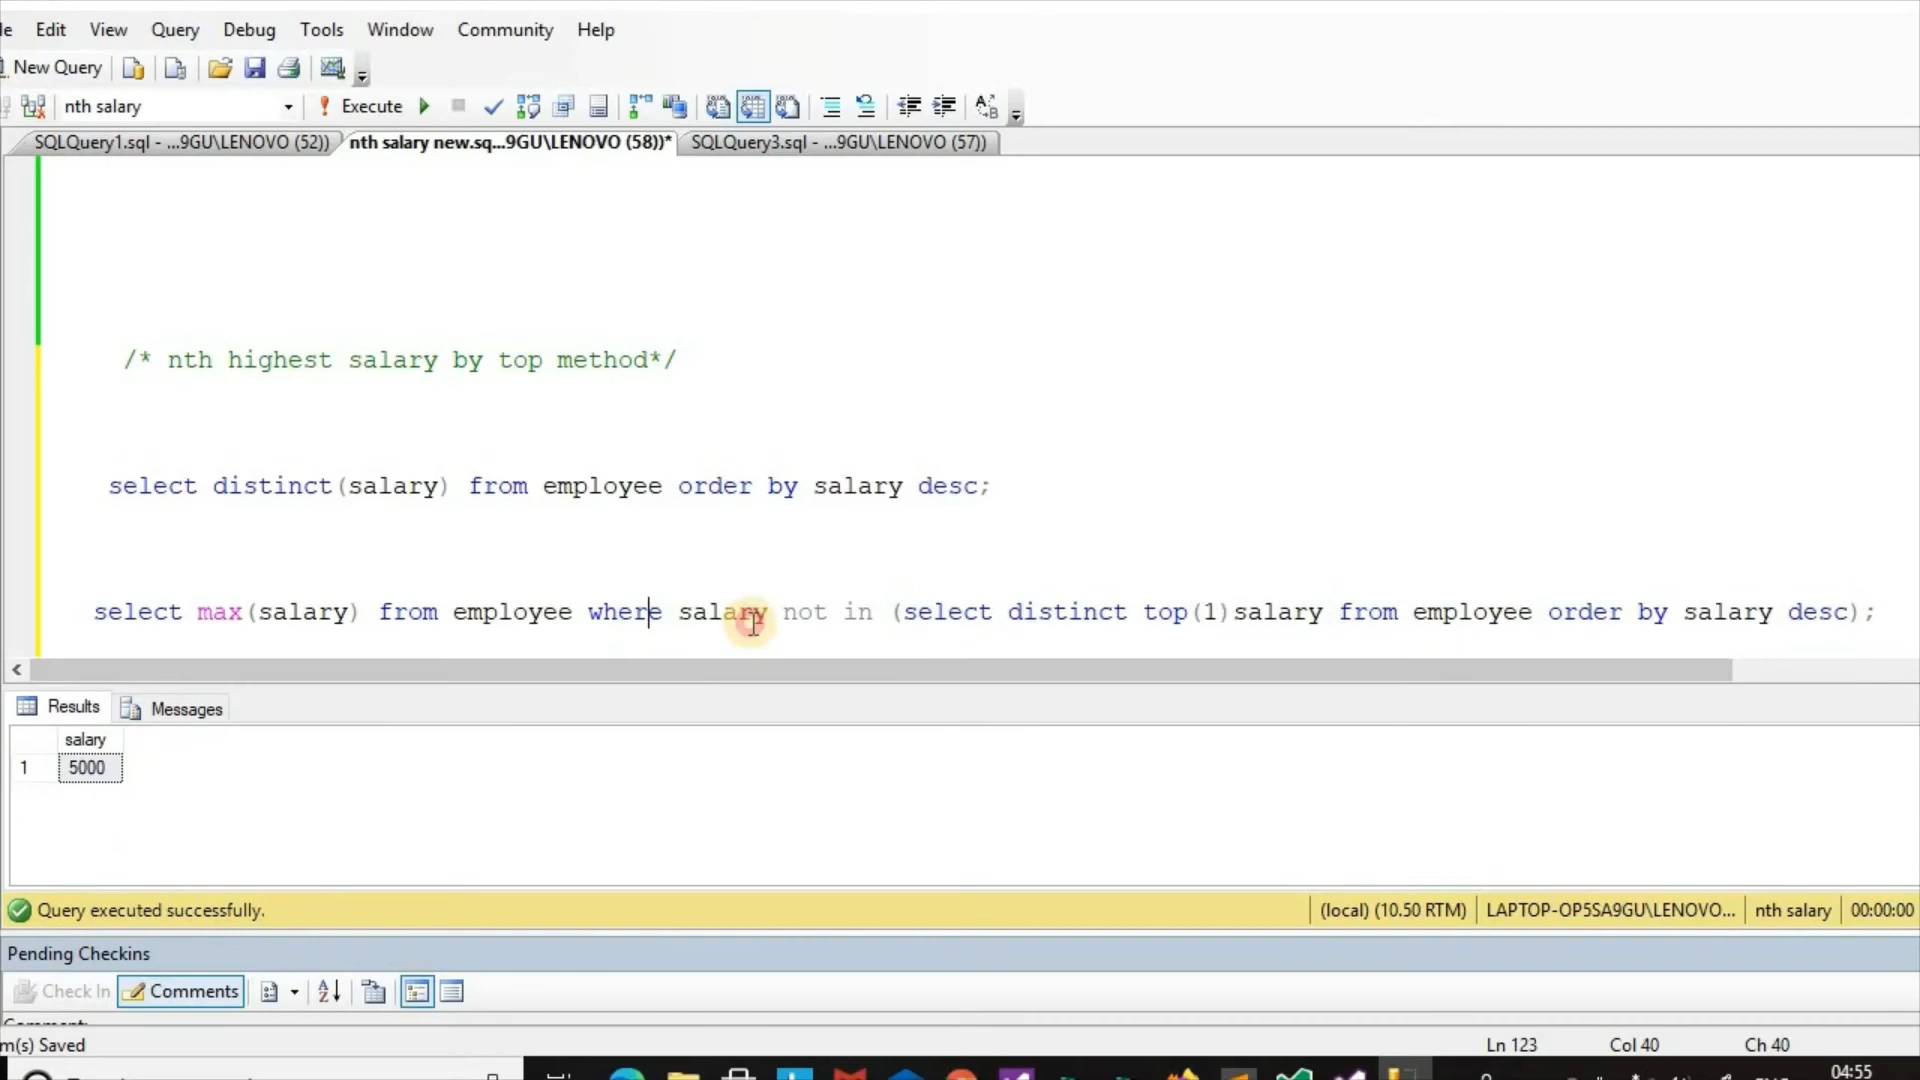 le Edit View Query Debug Tools Window Community Help
New Query
nth salary Execute
SQLQuery1.sql - ...9GU\LENOVO (52)) nth salary new.sq...9GU\LENOVO (58))* SQLQuery3.sql - ...9GU\LENOVO (57))
/* nth highest salary by top method*/
select distinct(salary) from employee order by salary desc;
select max(salary) from employee where salary not in (select distinct top(1)salary from employee order by salary desc);
Results Messages
salary
1 5000
Query executed successfully. (local) (10.50 RTM) LAPTOP-OP5SA9GU\LENOVO... nth salary 00:00:00
Pending Checkins
Check In Comments
m(s) Saved Ln 123 Col 40 Ch 40
04:55